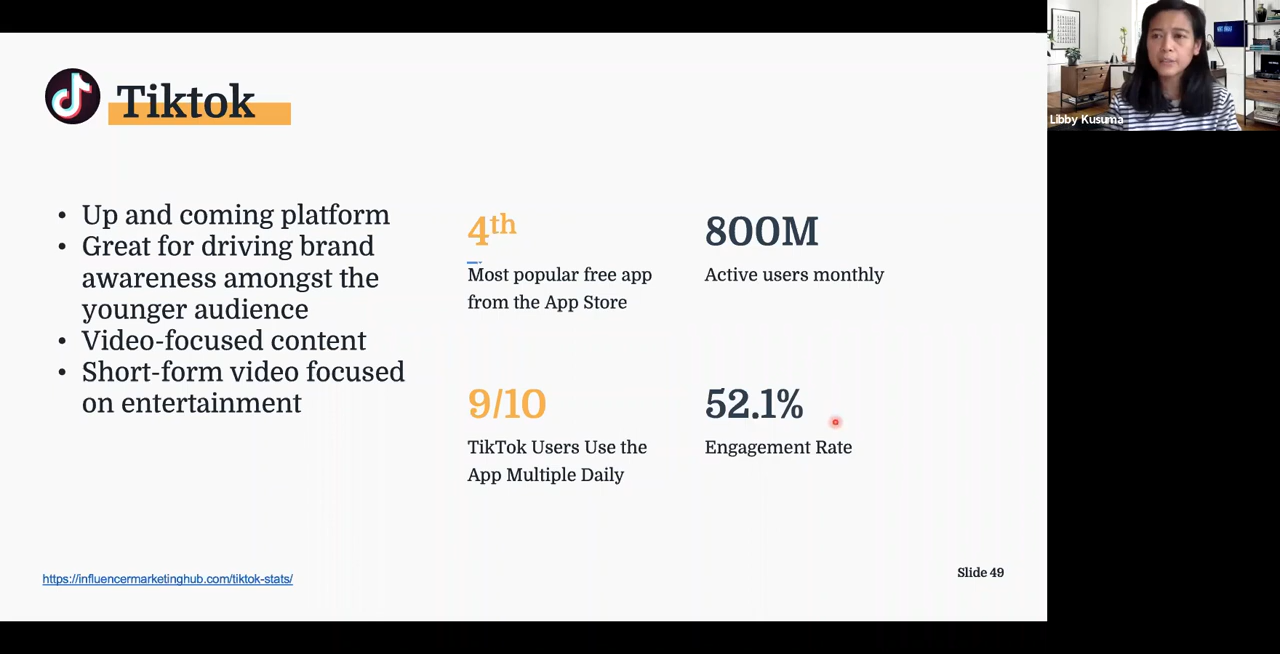 Tiktok
• Up and coming platform
• Great for driving brand
awareness amongst the
younger audience
• Video-focused content
• Short-form video focused
on entertainment
4th
Most popular free app
from the App Store
800M
Active users monthly
9/10
TikTok Users Use the
App Multiple Daily
52.1%
Engagement Rate
https://influencermarketinghub.com/tiktok-stats/
Slide 49
Libby Kusuma